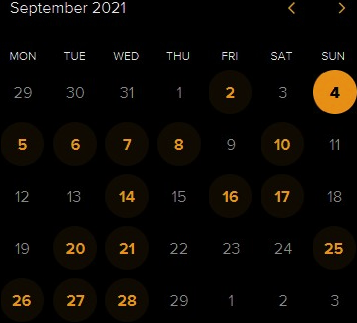 September 2021
MON TUE WED THU FRI SAT SUN
29 30 31 1 2 3 4
5 6 7 8 9 10 11
12 13 14 15 16 17 18
19 20 21 22 23 24 25
26 27 28 29 1 2 3